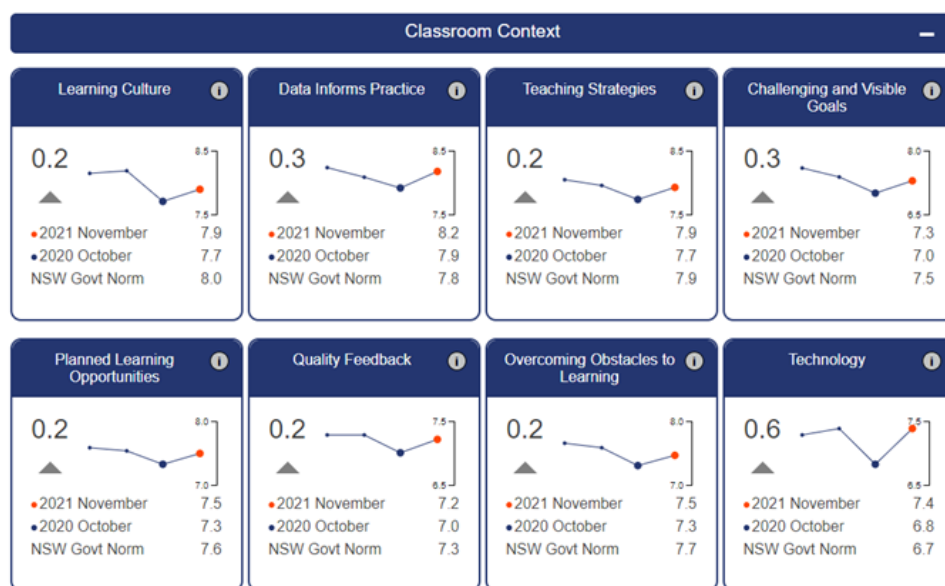 Classroom Context
Learning Culture
0.2
8.5
7.5
2021 November 7.9
2020 October 7.7
NSW Govt Norm 8.0
Data Informs Practice
0.3
8.5
7.5
2021 November 8.2
2020 October 7.9
NSW Govt Norm 7.8
Teaching Strategies
0.2
8.5
7.5
2021 November 7.9
2020 October 7.7
NSW Govt Norm 7.9
Challenging and Visible
Goals
0.3
8.0
6.5
2021 November 7.3
2020 October 7.0
NSW Govt Norm 7.5
Planned Learning
Opportunities
0.2
8.0
7.0
2021 November 7.5
2020 October 7.3
NSW Govt Norm 7.6
Quality Feedback
0.2
7.5
6.5
2021 November 7.2
2020 October 7.0
NSW Govt Norm 7.3
Overcoming Obstacles to
Learning
0.2
8.0
7.0
2021 November 7.5
2020 October 7.3
NSW Govt Norm 7.7
Technology
0.6
7.5
6.5
2021 November 7.4
2020 October 6.8
NSW Govt Norm 6.7